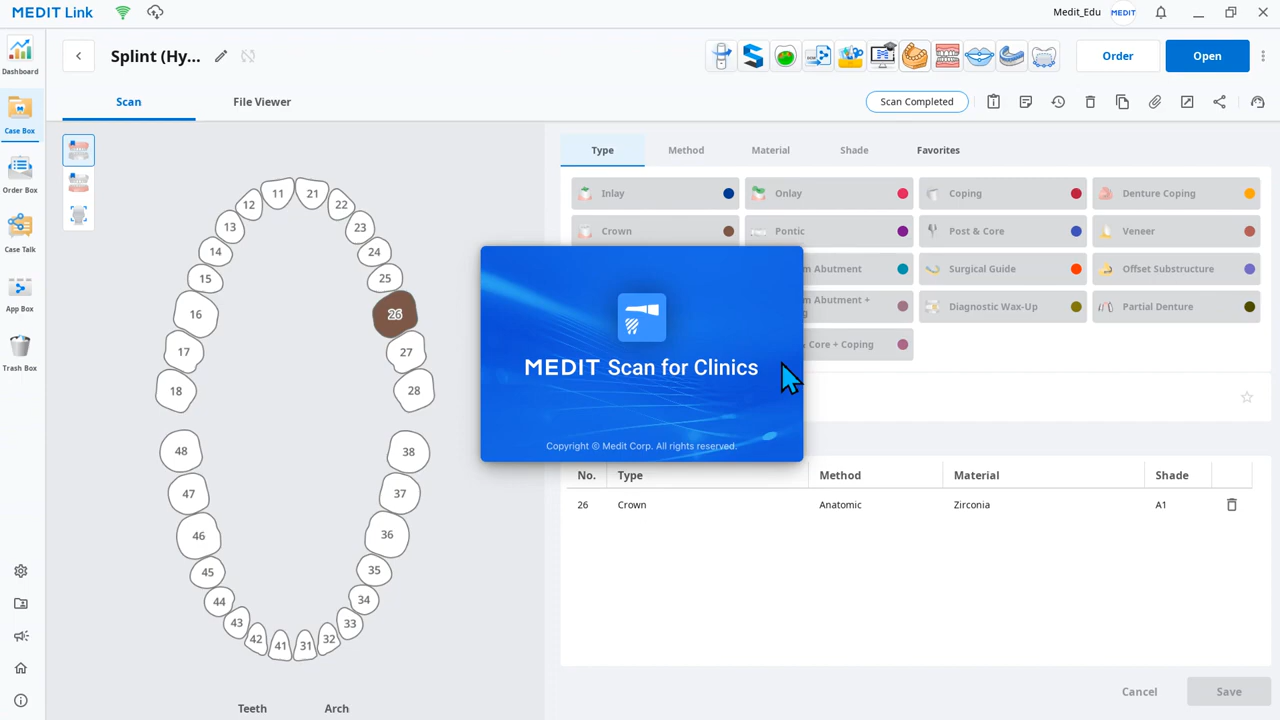 MEDIT Link
Medit_Edu
MEDIT
Splint (Hy...
Order
Open
Dashboard
Case Box
Order Box
Case Talk
App Box
Trash Box
Scan
File Viewer
Scan Completed
Type
Method
Material
Shade
Favorites
Inlay
Onlay
Coping
Denture Coping
Crown
Pontic
Post & Core
Veneer
m Abutment
Surgical Guide
Offset Substructure
m Abutment +
Diagnostic Wax-Up
Partial Denture
Core + Coping
MEDIT Scan for Clinics
Copyright © Medit Corp. All rights reserved.
11
21
12
22
13
23
14
24
15
25
16
26
17
27
18
28
48
38
47
37
46
36
45
35
44
34
43
33
42
41
31
32
Teeth
Arch
No.
Type
Method
Material
Shade
26
Crown
Anatomic
Zirconia
A1
Cancel
Save